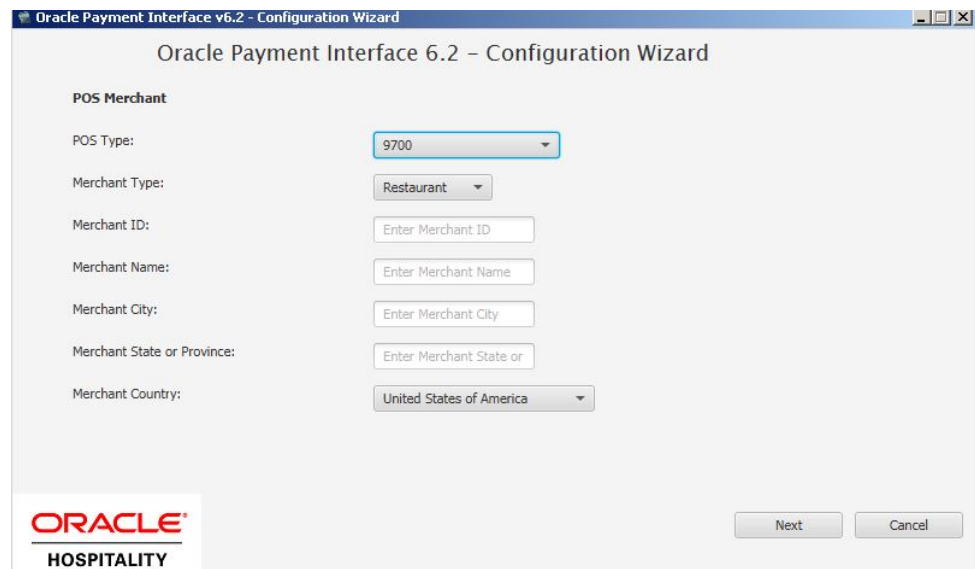 Oracle Payment Interface v6.2 - Configuration Wizard
Oracle Payment Interface 6.2 – Configuration Wizard
POS Merchant
POS Type: 9700
Merchant Type: Restaurant
Merchant ID: Enter Merchant ID
Merchant Name: Enter Merchant Name
Merchant City: Enter Merchant City
Merchant State or Province: Enter Merchant State or
Merchant Country: United States of America
ORACLE®
HOSPITALITY
Next Cancel